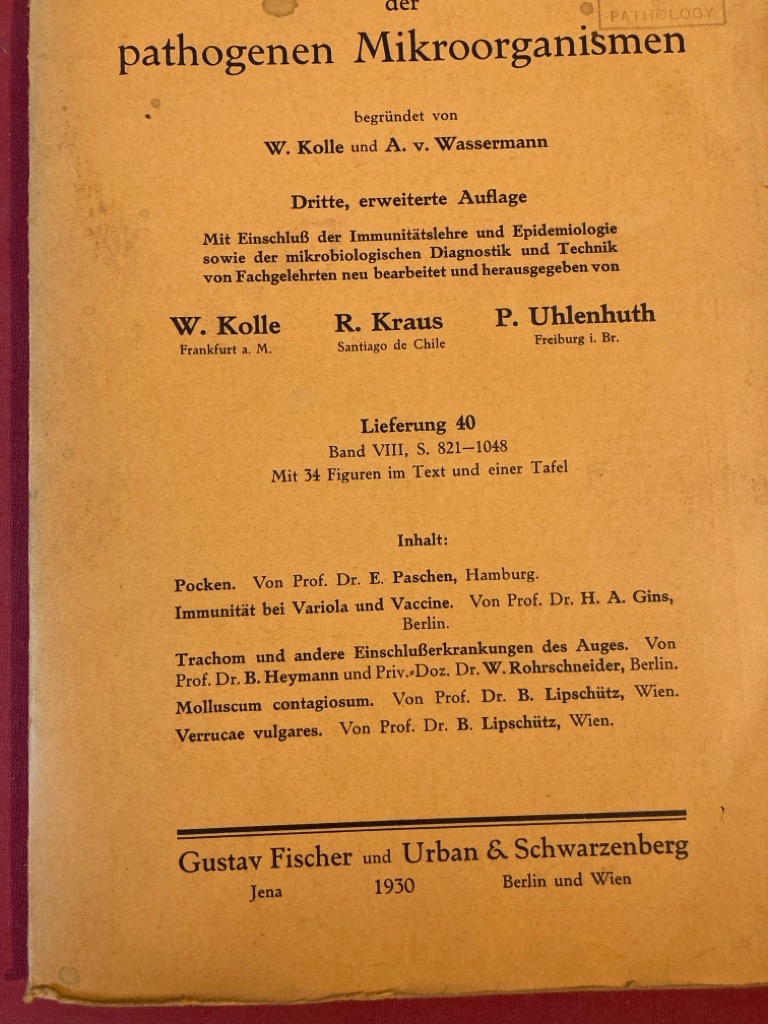 der
PATHOLOGY
pathogenen Mikroorganismen
begründet von
W. Kolle und A. v. Wassermann
Dritte, erweiterte Auflage
Mit Einschluß der Immunitätslehre und Epidemiologie
sowie der mikrobiologischen Diagnostik und Technik
von Fachgelehrten neu bearbeitet und herausgegeben von
W. Kolle R. Kraus P. Uhlenhuth
Frankfurt a. M. Santiago de Chile Freiburg i. Br.
Lieferung 40
Band VIII, S. 821—1048
Mit 34 Figuren im Text und einer Tafel
Inhalt:
Pocken. Von Prof. Dr. E. Paschen, Hamburg.
Immunität bei Variola und Vaccine. Von Prof. Dr. H. A. Gins,
Berlin.
Trachom und andere Einschlußerkrankungen des Auges. Von
Prof. Dr. B. Heymann und Priv.-Doz. Dr. W. Rohrschneider, Berlin.
Molluscum contagiosum. Von Prof. Dr. B. Lipschütz, Wien.
Verrucae vulgares. Von Prof. Dr. B. Lipschütz, Wien.
Gustav Fischer und Urban & Schwarzenberg
Jena 1930 Berlin und Wien